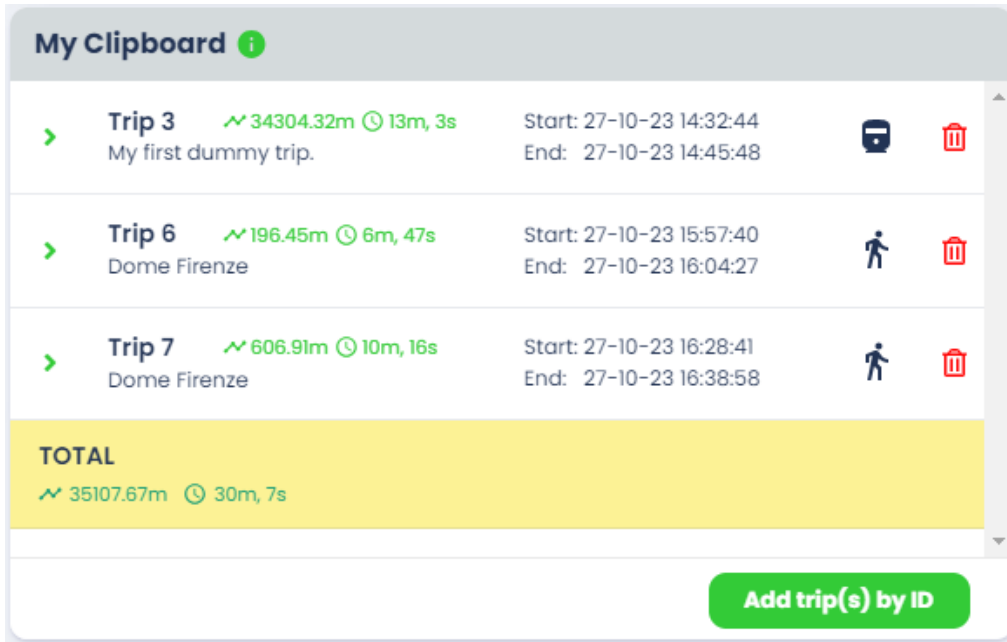 My Clipboard
Trip 3 34304.32m 13m, 3s Start: 27-10-23 14:32:44
My first dummy trip. End: 27-10-23 14:45:48
Trip 6 196.45m 6m, 47s Start: 27-10-23 15:57:40
Dome Firenze End: 27-10-23 16:04:27
Trip 7 606.91m 10m, 16s Start: 27-10-23 16:28:41
Dome Firenze End: 27-10-23 16:38:58
TOTAL
35107.67m 30m, 7s
Add trip(s) by ID